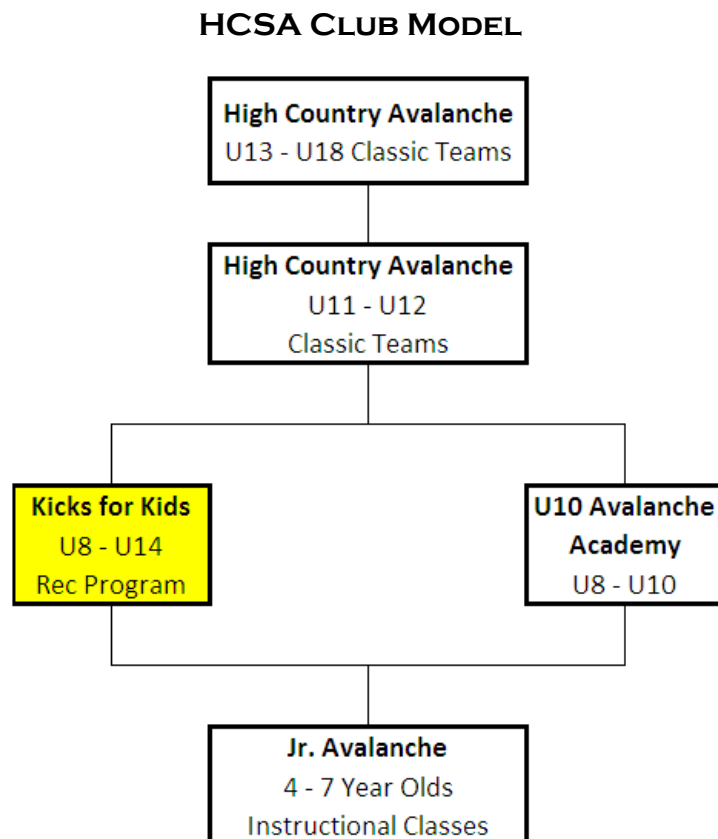 HCSA Club Model
High Country Avalanche
U13 - U18 Classic Teams
High Country Avalanche
U11 - U12
Classic Teams
Kicks for Kids
U8 - U14
Rec Program
U10 Avalanche
Academy
U8 - U10
Jr. Avalanche
4 - 7 Year Olds
Instructional Classes